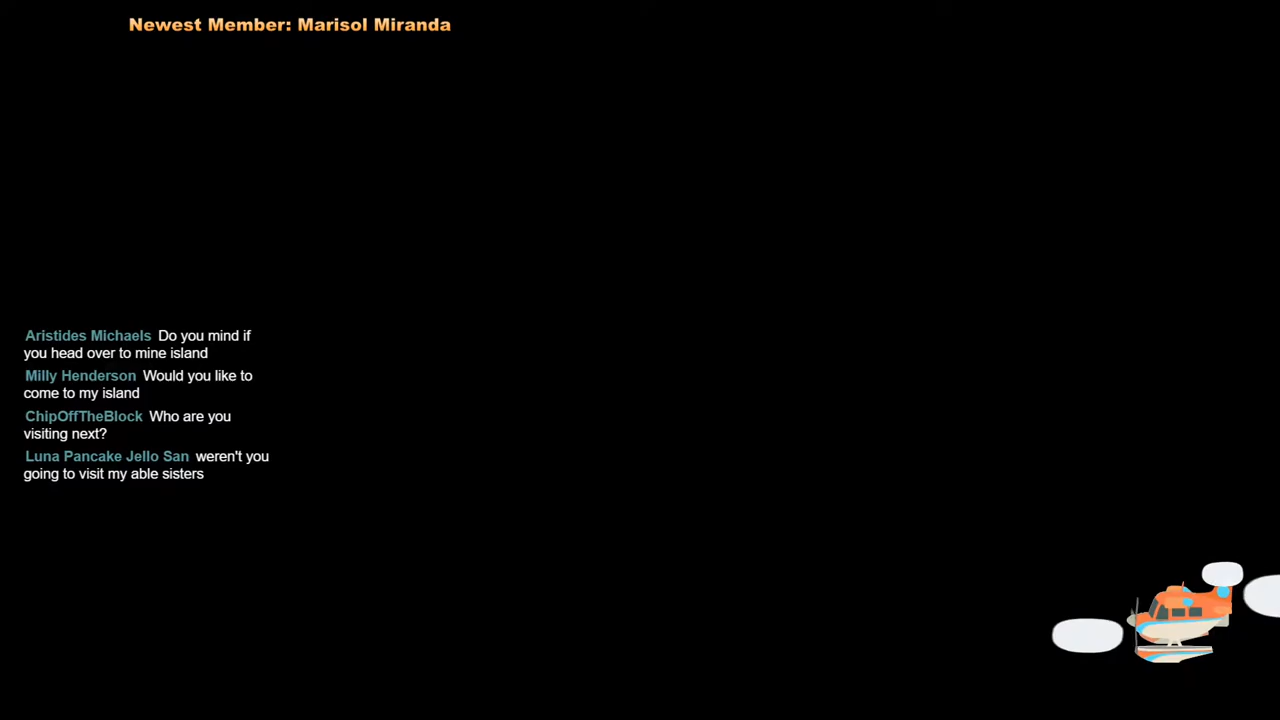 Newest Member: Marisol Miranda
Aristides Michaels Do you mind if
you head over to mine island
Milly Henderson Would you like to
come to my island
ChipOffTheBlock Who are you
visiting next?
Luna Pancake Jello San weren't you
going to visit my able sisters